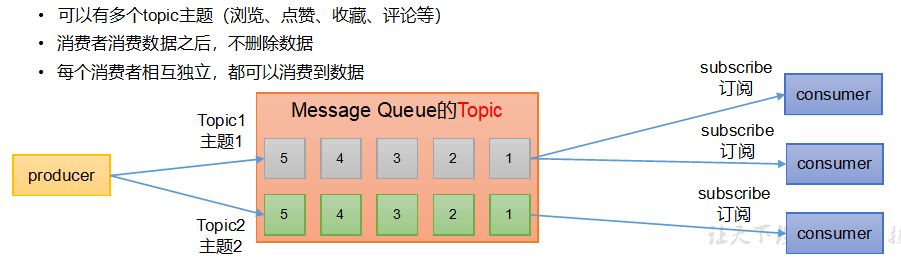 • 可以有多个topic主题（浏览、点赞、收藏、评论等）
• 消费者消费数据之后，不删除数据
• 每个消费者相互独立，都可以消费到数据
producer
Topic1
主题1
Topic2
主题2
Message Queue的Topic
5 4 3 2 1
5 4 3 2 1
subscribe
订阅
consumer
subscribe
订阅
consumer
subscribe
订阅
consumer
让天下